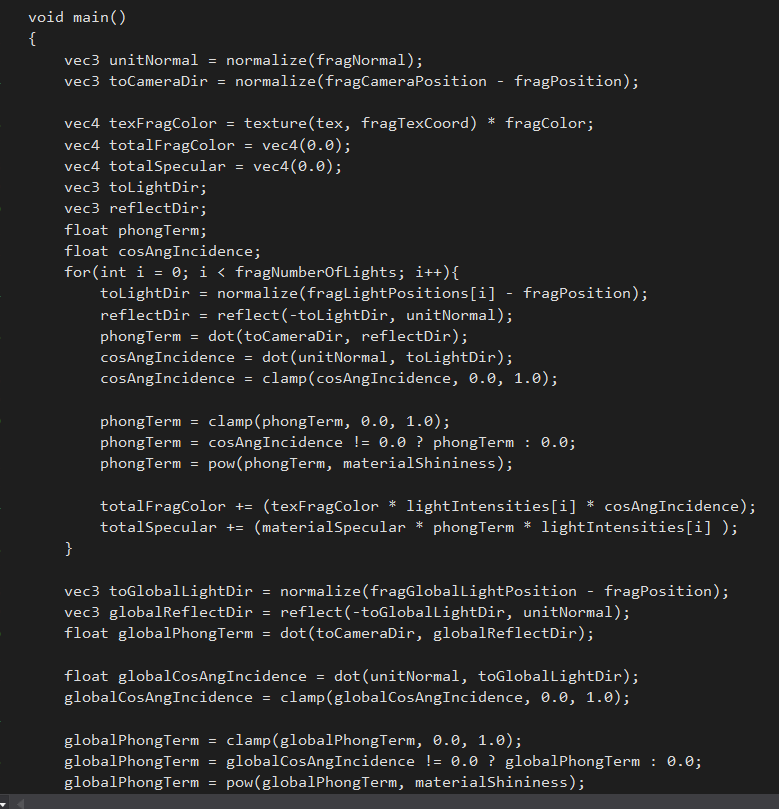 void main()
{
    vec3 unitNormal = normalize(fragNormal);
    vec3 toCameraDir = normalize(fragCameraPosition - fragPosition);

    vec4 texFragColor = texture(tex, fragTexCoord) * fragColor;
    vec4 totalFragColor = vec4(0.0);
    vec4 totalSpecular = vec4(0.0);
    vec3 toLightDir;
    vec3 reflectDir;
    float phongTerm;
    float cosAngIncidence;
    for(int i = 0; i < fragNumberOfLights; i++){
        toLightDir = normalize(fragLightPositions[i] - fragPosition);
        reflectDir = reflect(-toLightDir, unitNormal);
        phongTerm = dot(toCameraDir, reflectDir);
        cosAngIncidence = dot(unitNormal, toLightDir);
        cosAngIncidence = clamp(cosAngIncidence, 0.0, 1.0);

        phongTerm = clamp(phongTerm, 0.0, 1.0);
        phongTerm = cosAngIncidence != 0.0 ? phongTerm : 0.0;
        phongTerm = pow(phongTerm, materialShininess);

        totalFragColor += (texFragColor * lightIntensities[i] * cosAngIncidence);
        totalSpecular += (materialSpecular * phongTerm * lightIntensities[i] );
    }

    vec3 toGlobalLightDir = normalize(fragGlobalLightPosition - fragPosition);
    vec3 globalReflectDir = reflect(-toGlobalLightDir, unitNormal);
    float globalPhongTerm = dot(toCameraDir, globalReflectDir);

    float globalCosAngIncidence = dot(unitNormal, toGlobalLightDir);
    globalCosAngIncidence = clamp(globalCosAngIncidence, 0.0, 1.0);

    globalPhongTerm = clamp(globalPhongTerm, 0.0, 1.0);
    globalPhongTerm = globalCosAngIncidence != 0.0 ? globalPhongTerm : 0.0;
    globalPhongTerm = pow(globalPhongTerm, materialShininess);